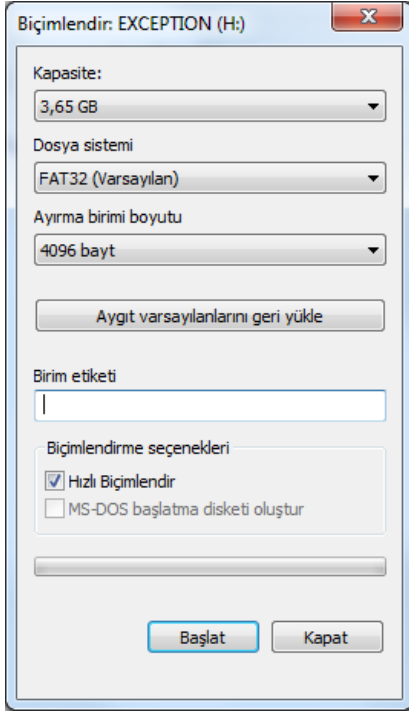 Biçimlendir: EXCEPTION (H:)
Kapasite:
3,65 GB
Dosya sistemi
FAT32 (Varsayılan)
Ayırma birimi boyutu
4096 bayt
Aygıt varsayılanlarını geri yükle
Birim etiketi
Biçimlendirme seçenekleri
Hızlı Biçimlendir
MS-DOS başlatma disketi oluştur
Başlat Kapat